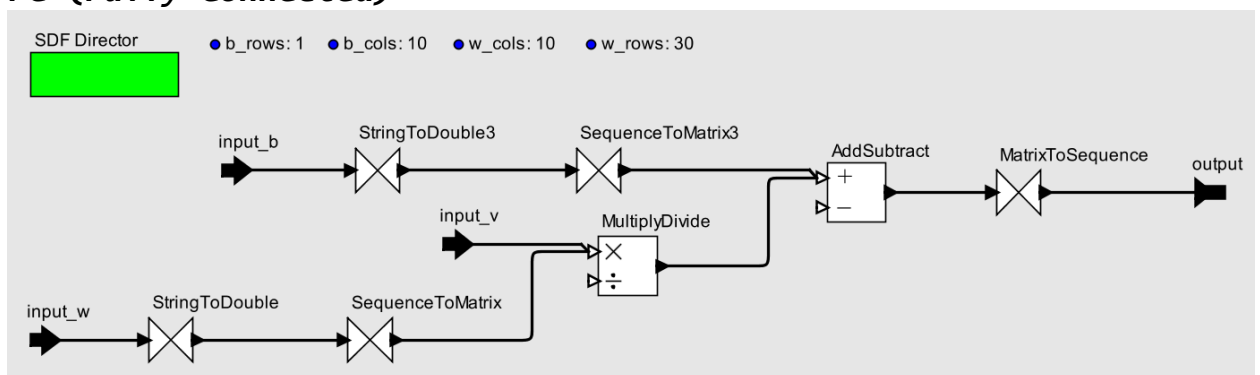 FC (Fully Connected)
SDF Director
b_rows: 1 b_cols: 10 w_cols: 10 w_rows: 30
input_b
StringToDouble3
SequenceToMatrix3
AddSubtract
MatrixToSequence
output
+
−
input_v
MultiplyDivide
×
÷
input_w
StringToDouble
SequenceToMatrix